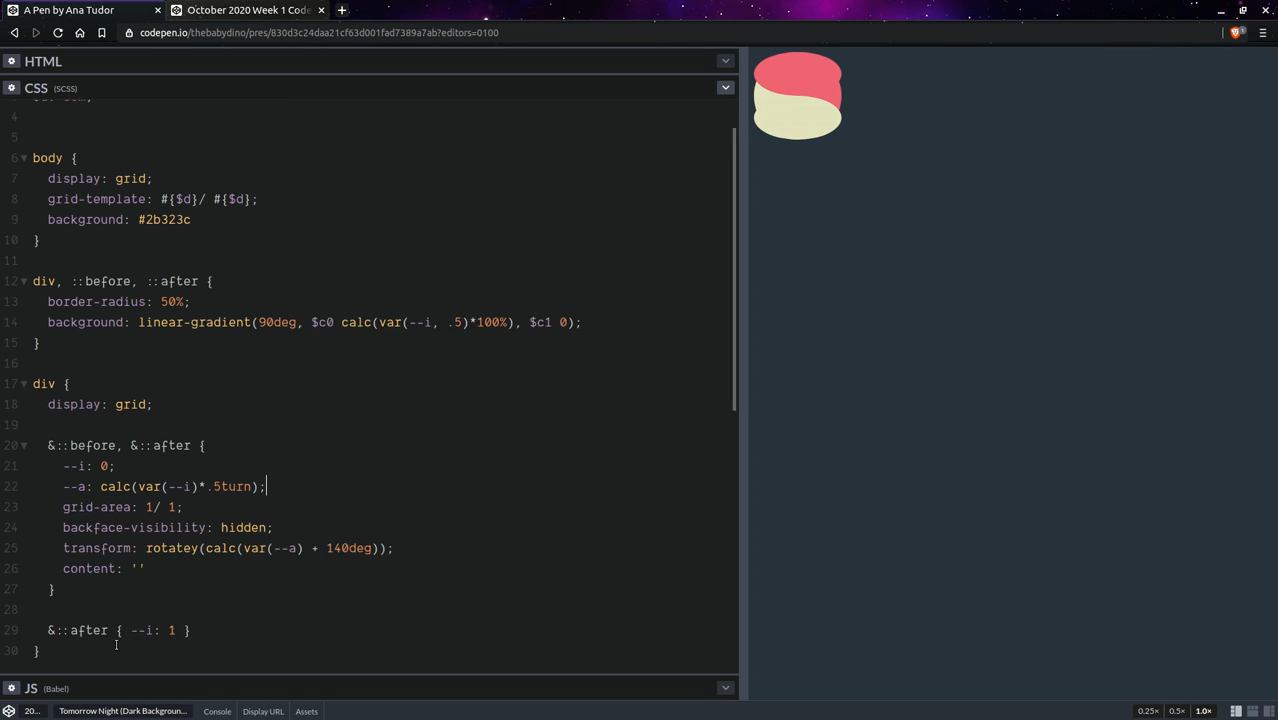 A Pen by Ana Tudor ×
October 2020 Week 1 Code × +
codepen.io/thebabydino/pres/830d3c24daa21cf63d001fad7389a7ab?editors=0100
1
HTML
CSS (SCSS)
4
5
6 body {
7 display: grid;
8 grid-template: #{$d}/ #{$d};
9 background: #2b323c
10 }
11
12 div, ::before, ::after {
13 border-radius: 50%;
14 background: linear-gradient(90deg, $c0 calc(var(--i, .5)*100%), $c1 0);
15 }
16
17 div {
18 display: grid;
19
20 &::before, &::after {
21 --i: 0;
22 --a: calc(var(--i)*.5turn);
23 grid-area: 1/ 1;
24 backface-visibility: hidden;
25 transform: rotatey(calc(var(--a) + 140deg));
26 content: ''
27 }
28
29 &::after { --i: 1 }
30 }
JS (Babel)
20... Tomorrow Night (Dark Backgroun... Console Display URL Assets 0.25× 0.5× 1.0×